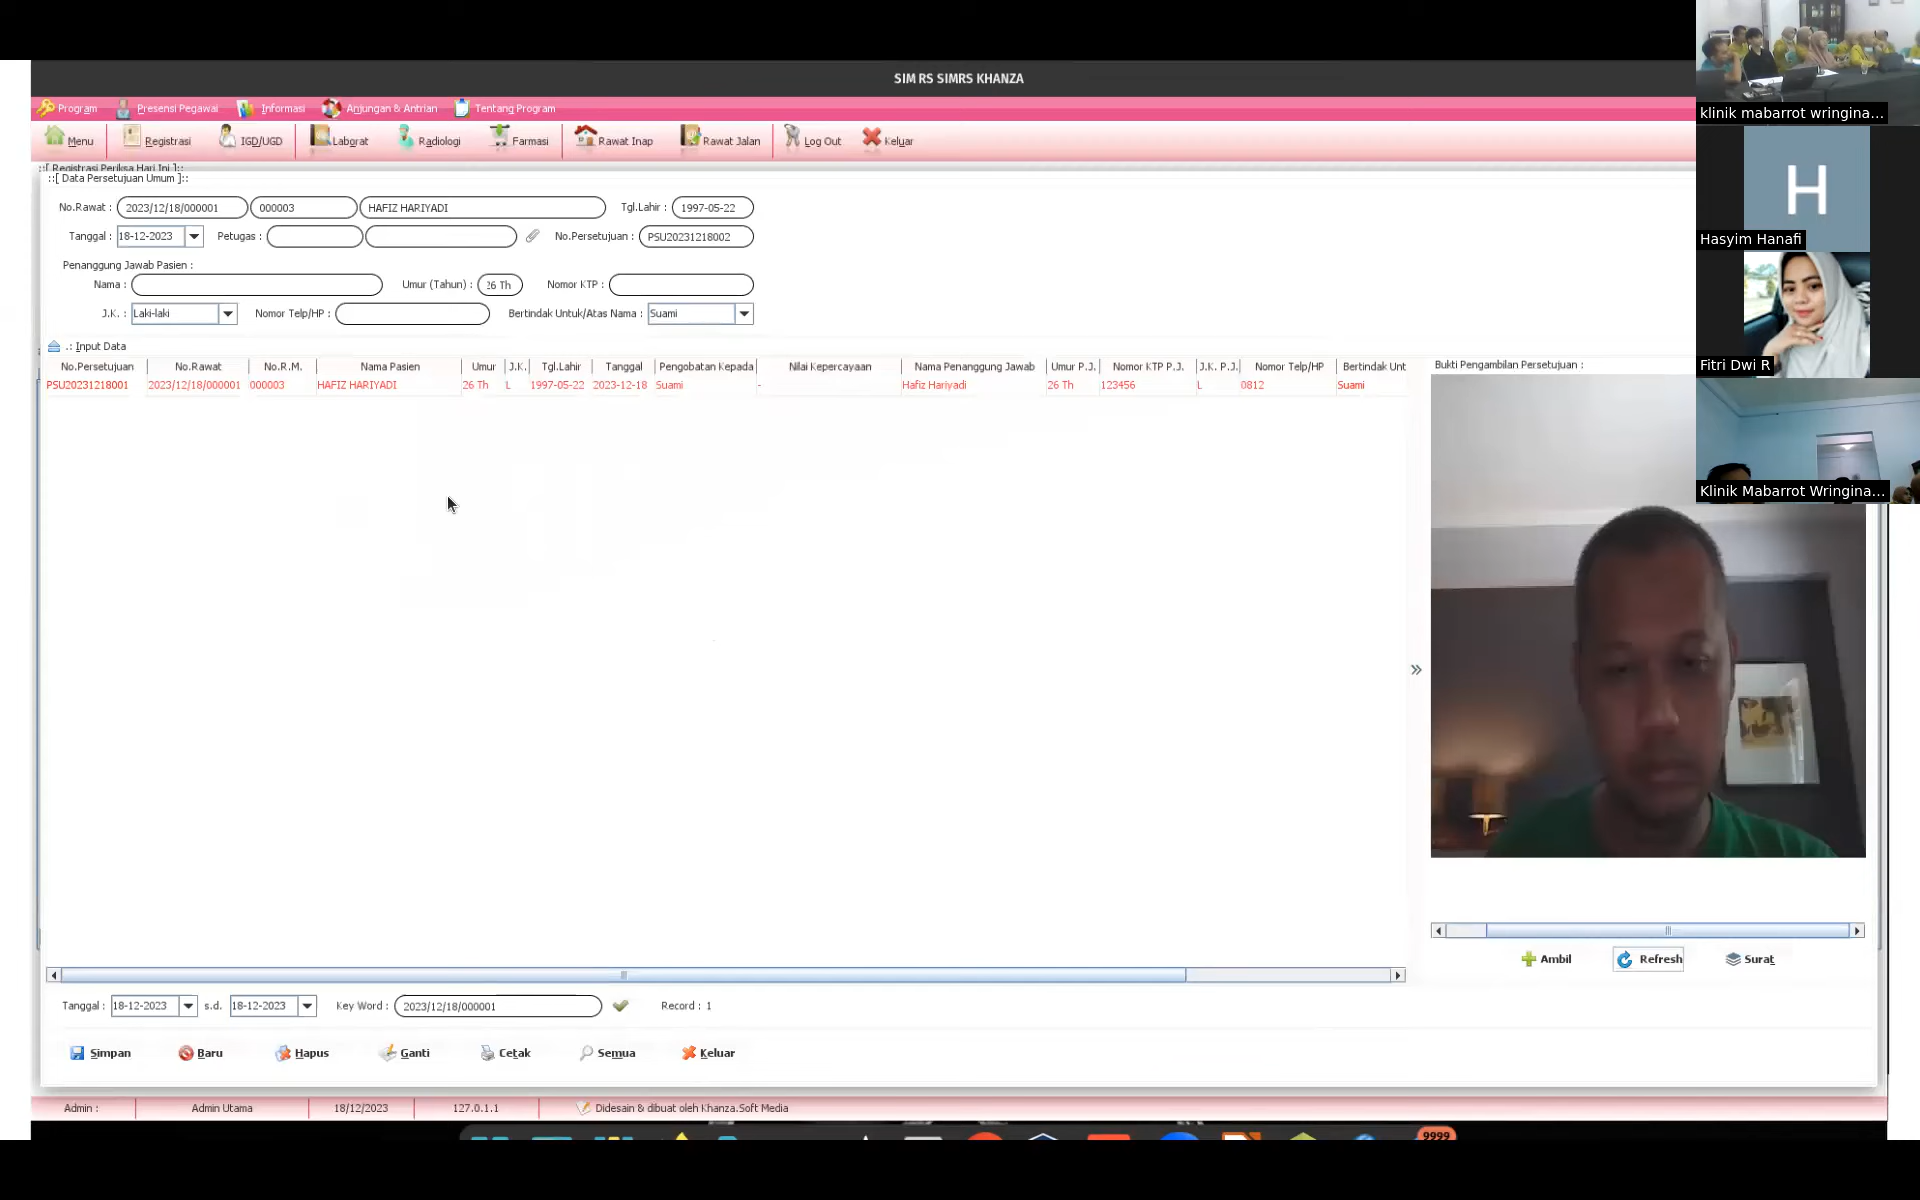 SIM RS SIMRS KHANZA
Program Presensi Pegawai Informasi Anjungan & Antrian Tentang Program
Menu Registrasi IGD/UGD Laborat Radiologi Farmasi Rawat Inap Rawat Jalan Log Out Keluar
klinik mabarrot wringina...
::[ Registrasi Periksa Hari Ini ]::
::[ Data Persetujuan Umum ]::
No.Rawat : 2023/12/18/000001 000003 HAFIZ HARIYADI Tgl.Lahir : 1997-05-22
Tanggal : 18-12-2023 Petugas : No.Persetujuan : PSU20231218002
H
Hasyim Hanafi
Penanggung Jawab Pasien :
Nama : Umur (Tahun) : 26 Th Nomor KTP :
J.K. : Laki-laki Nomor Telp/HP : Bertindak Untuk/Atas Nama : Suami
.: Input Data
No.Persetujuan No.Rawat No.R.M. Nama Pasien Umur J.K. Tgl.Lahir Tanggal Pengobatan Kepada Nilai Kepercayaan Nama Penanggung Jawab Umur P.J. Nomor KTP P.J. J.K. P.J. Nomor Telp/HP Bertindak Unt
PSU20231218001 2023/12/18/000001 000003 HAFIZ HARIYADI 26 Th L 1997-05-22 2023-12-18 Suami - Hafiz Hariyadi 26 Th 123456 L 0812 Suami
Bukti Pengambilan Persetujuan :
Fitri Dwi R
Klinik Mabarrot Wringina...
Ambil Refresh Surat
Tanggal : 18-12-2023 s.d. 18-12-2023 Key Word : 2023/12/18/000001 Record : 1
Simpan Baru Hapus Ganti Cetak Semua Keluar
Admin : Admin Utama 18/12/2023 127.0.1.1 Didesain & dibuat oleh Khanza.Soft Media
9999